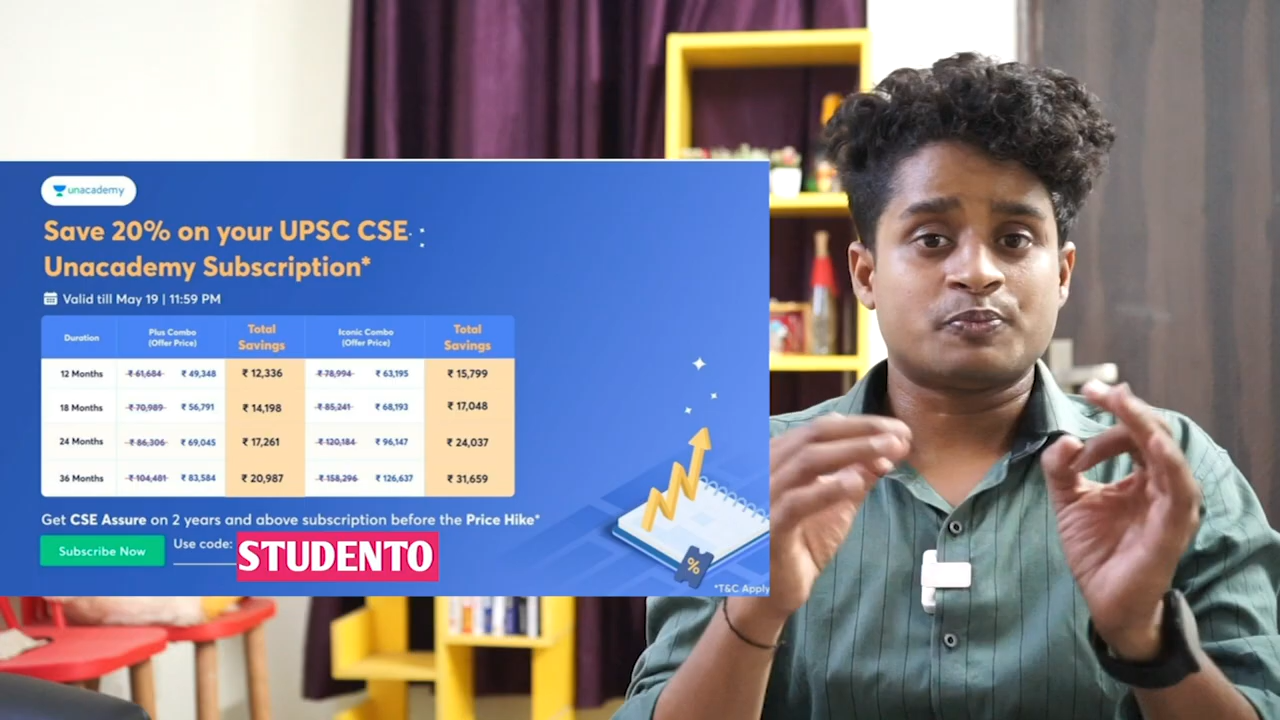 unacademy
Save 20% on your UPSC CSE
Unacademy Subscription*
Valid till May 19 | 11:59 PM
Duration Plus Combo (Offer Price) Total Savings Iconic Combo (Offer Price) Total Savings
12 Months ₹ 61,684 ₹ 49,348 ₹ 12,336 ₹ 78,994 ₹ 63,195 ₹ 15,799
18 Months ₹ 70,989 ₹ 56,791 ₹ 14,198 ₹ 85,241 ₹ 68,193 ₹ 17,048
24 Months ₹ 86,306 ₹ 69,045 ₹ 17,261 ₹ 120,184 ₹ 96,147 ₹ 24,037
36 Months ₹ 104,481 ₹ 83,584 ₹ 20,987 ₹ 158,296 ₹ 126,637 ₹ 31,659
Get CSE Assure on 2 years and above subscription before the Price Hike*
Subscribe Now Use code: STUDENTO
%
*T&C Apply